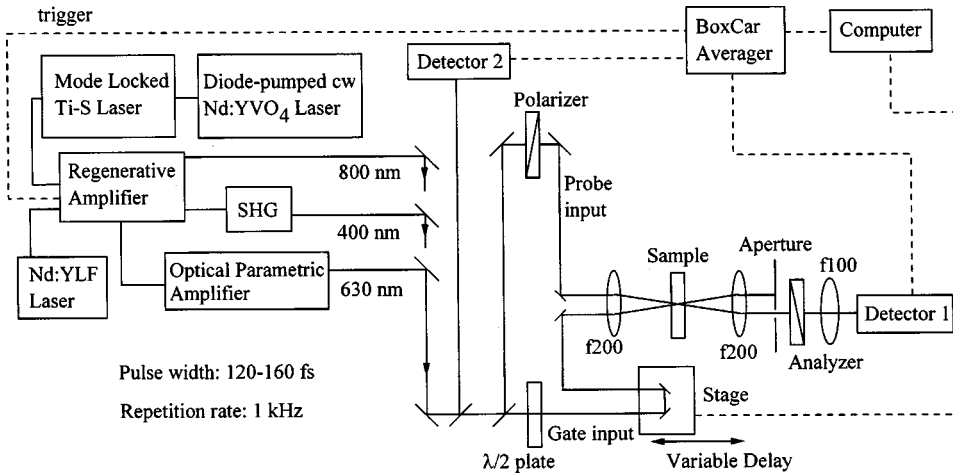 trigger
Mode Locked
Ti-S Laser
Diode-pumped cw
Nd:YVO4 Laser
Detector 2
BoxCar
Averager
Computer
Polarizer
Regenerative
Amplifier
800 nm
Probe
input
SHG
400 nm
Nd:YLF
Laser
Optical Parametric
Amplifier
630 nm
Sample
Aperture
f100
Detector 1
f200
f200
Analyzer
Pulse width: 120-160 fs
Repetition rate: 1 kHz
Stage
Gate input
λ/2 plate
Variable Delay